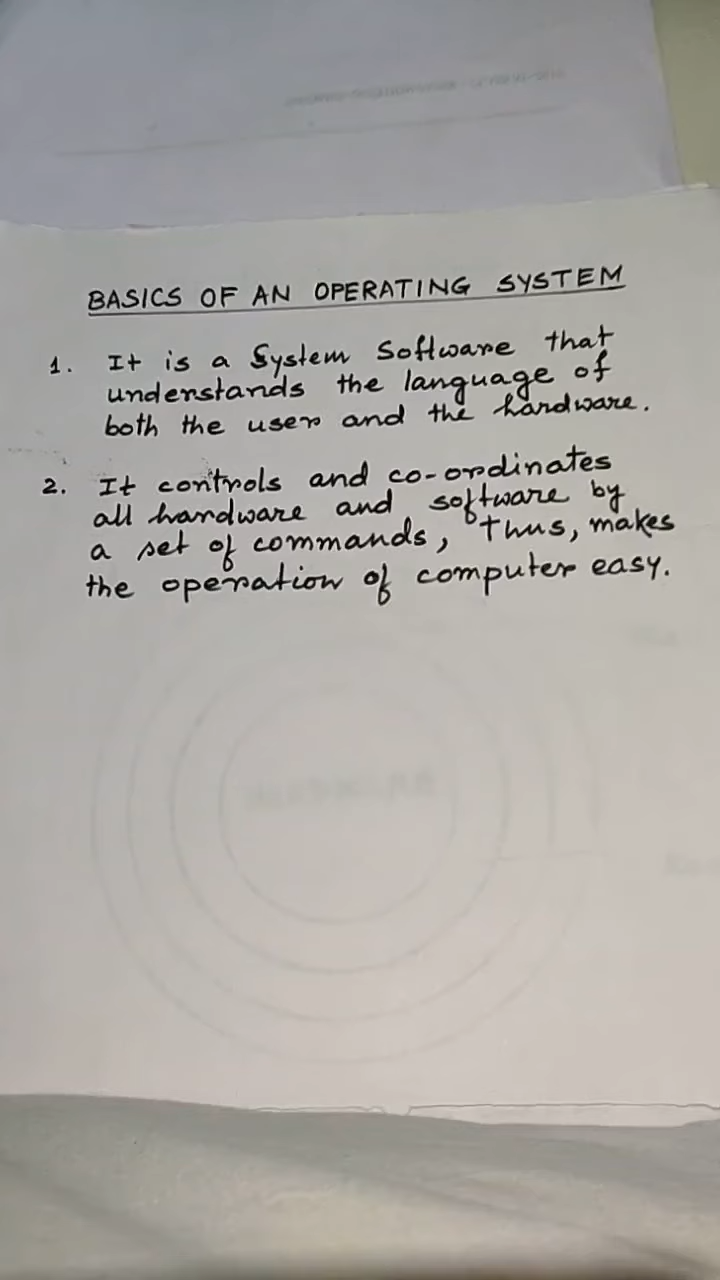 BASICS OF AN OPERATING SYSTEM
1. It is a System Software that
understands the language of
both the user and the hardware.
2. It controls and co-ordinates
all hardware and software by
a set of commands, Thus, makes
the operation of computer easy.